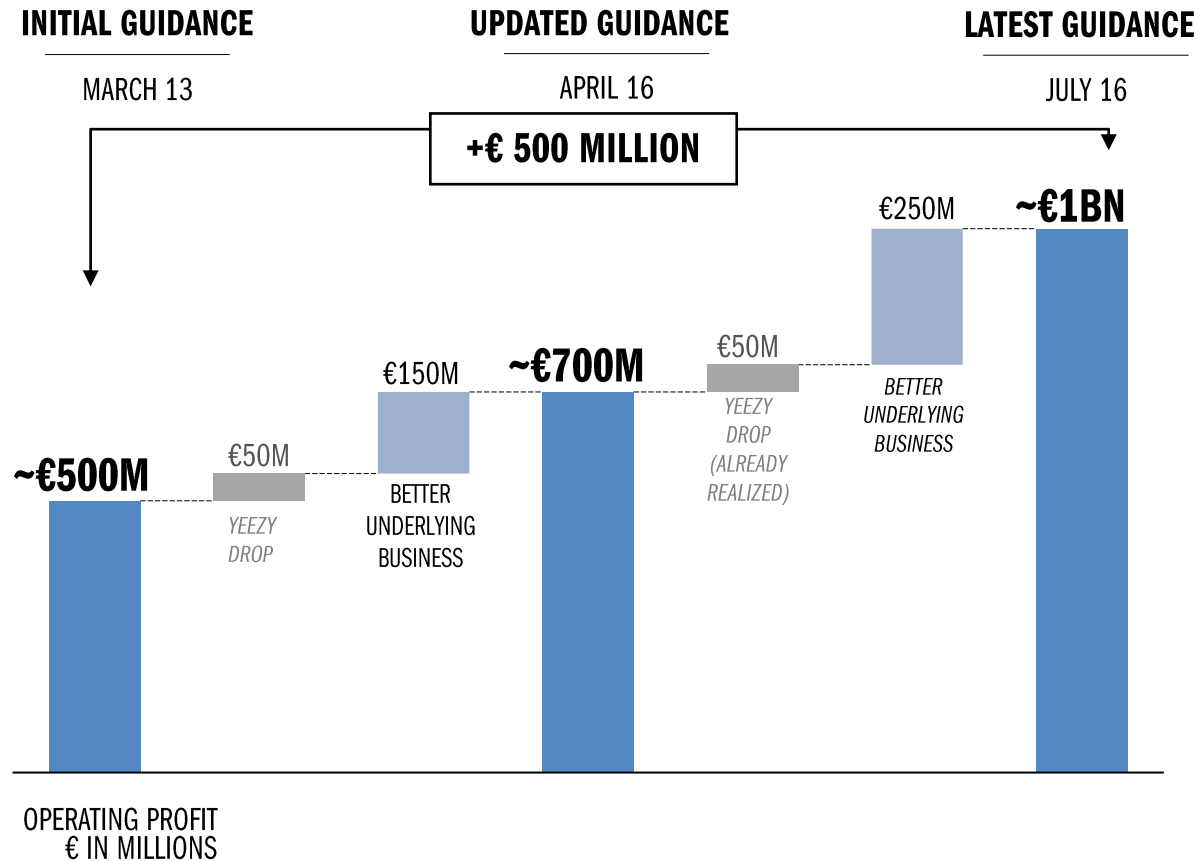 INITIAL GUIDANCE
MARCH 13
UPDATED GUIDANCE
APRIL 16
LATEST GUIDANCE
JULY 16
+€ 500 MILLION
~€500M
€50M
YEEZY
DROP
€150M
BETTER
UNDERLYING
BUSINESS
~€700M
€50M
YEEZY
DROP
(ALREADY
REALIZED)
€250M
BETTER
UNDERLYING
BUSINESS
~€1BN
OPERATING PROFIT
€ IN MILLIONS